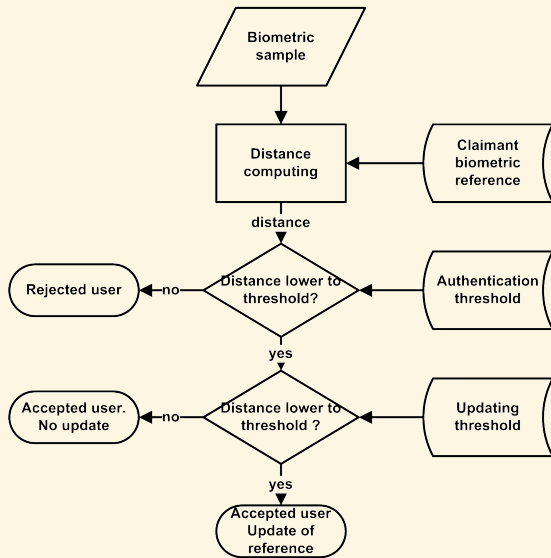 Biometric
sample
Distance
computing
Claimant
biometric
reference
distance
Distance lower to
threshold?
Authentication
threshold
no
Rejected user
yes
Distance lower to
threshold ?
Updating
threshold
no
Accepted user.
No update
yes
Accepted user
Update of
reference